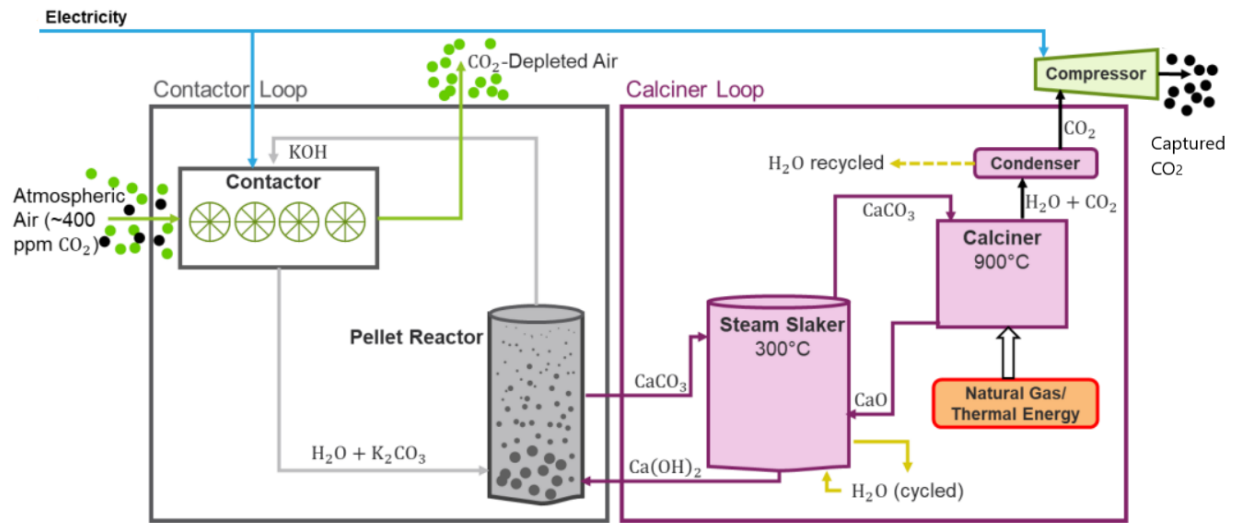 Electricity
CO₂-Depleted Air
Compressor
Contactor Loop
Calciner Loop
Captured
CO₂
CO₂
KOH
H₂O recycled
Condenser
Contactor
Atmospheric
Air (~400
ppm CO₂)
H₂O + CO₂
CaCO₃
Calciner
900°C
Pellet Reactor
Steam Slaker
300°C
CaCO₃
CaO
Natural Gas/
Thermal Energy
H₂O + K₂CO₃
Ca(OH)₂
H₂O (cycled)